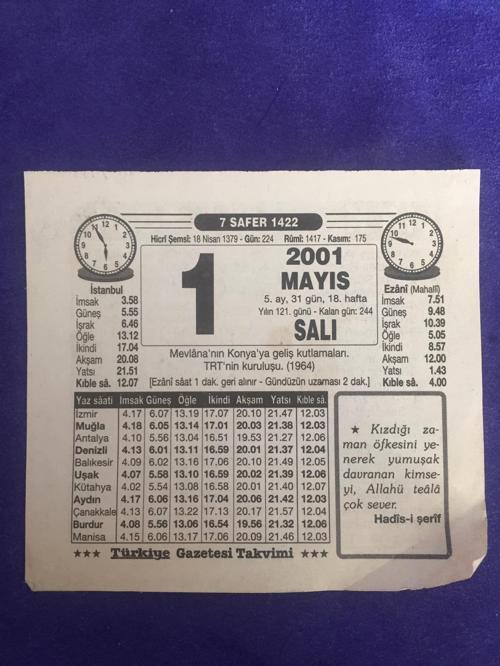 7 SAFER 1422
Hicrî Şemsî: 18 Nisan 1379 - Gün: 224 Rûmî: 1417 - Kasım: 175
1
2001
MAYIS
5. ay, 31 gün, 18. hafta
Yılın 121. günü - Kalan gün: 244
SALI
İstanbul
İmsak 3.58
Güneş 5.55
İşrak 6.46
Öğle 13.12
İkindi 17.04
Akşam 20.08
Yatsı 21.51
Kıble sâ. 12.07
Ezânî (Mahallî)
İmsak 7.51
Güneş 9.48
İşrak 10.39
Öğle 5.05
İkindi 8.57
Akşam 12.00
Yatsı 1.43
Kıble sâ. 4.00
Mevlâna'nın Konya'ya geliş kutlamaları.
TRT'nin kuruluşu. (1964)
[Ezânî sâat 1 dak. geri alınır - Gündüzün uzaması 2 dak.]
Yaz sâati İmsak Güneş Öğle İkindi Akşam Yatsı Kıble sâ.
İzmir 4.17 6.07 13.19 17.07 20.10 21.47 12.03
Muğla 4.18 6.05 13.14 17.01 20.03 21.38 12.03
Antalya 4.10 5.56 13.04 16.51 19.53 21.27 12.06
Denizli 4.13 6.01 13.11 16.59 20.01 21.37 12.04
Balıkesir 4.09 6.02 13.16 17.06 20.10 21.49 12.05
Uşak 4.07 5.58 13.10 16.59 20.02 21.39 12.06
Kütahya 4.02 5.54 13.08 16.58 20.01 21.40 12.03
Aydın 4.17 6.06 13.16 17.04 20.06 21.42 12.03
Çanakkale 4.13 6.07 13.22 17.13 20.17 21.57 12.04
Burdur 4.08 5.56 13.06 16.54 19.56 21.32 12.06
Manisa 4.15 6.06 13.17 17.06 20.09 21.46 12.03
★ Kızdığı za-
man öfkesini ye-
nerek yumuşak
davranan kimse-
yi, Allahü teâlâ
çok sever.
Hadîs-i şerîf
★★★ Türkiye Gazetesi Takvimi ★★★